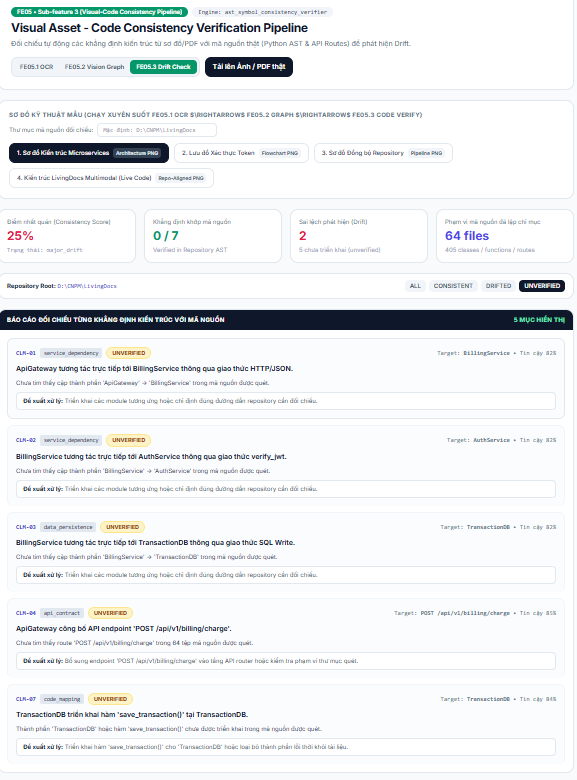 FE05 • Sub-feature 3 (Visual-Code Consistency Pipeline) Engine: ast_symbol_consistency_verifier
Visual Asset - Code Consistency Verification Pipeline
Đối chiếu tự động các khẳng định kiến trúc từ sơ đồ/PDF với mã nguồn thật (Python AST & API Routes) để phát hiện Drift.
FE05.1 OCR FE05.2 Vision Graph FE05.3 Drift Check Tải lên Ảnh / PDF thật
SƠ ĐỒ KỸ THUẬT MẪU (CHẠY XUYÊN SUỐT FE05.1 OCR $\RIGHTARROW$ FE05.2 GRAPH $\RIGHTARROW$ FE05.3 CODE VERIFY)
Thư mục mã nguồn đối chiếu: Mặc định: D:\CNPM\LivingDocs
1. Sơ đồ Kiến trúc Microservices Architecture PNG 2. Lưu đồ Xác thực Token Flowchart PNG 3. Sơ đồ Đồng bộ Repository Pipeline PNG
4. Kiến trúc LivingDocs Multimodal (Live Code) Repo-Aligned PNG
Điểm nhất quán (Consistency Score) Khẳng định khớp mã nguồn Sai lệch phát hiện (Drift) Phạm vi mã nguồn đã lập chỉ mục
25% 0 / 7 2 64 files
Trạng thái: major_drift Verified in Repository AST 5 chưa triển khai (unverified) 405 classes / functions / routes
Repository Root: D:\CNPM\LivingDocs ALL CONSISTENT DRIFTED UNVERIFIED
BÁO CÁO ĐỐI CHIẾU TỪNG KHẲNG ĐỊNH KIẾN TRÚC VỚI MÃ NGUỒN 5 MỤC HIỂN THỊ
CLM-01 service_dependency UNVERIFIED Target: BillingService • Tin cậy 82%
ApiGateway tương tác trực tiếp tới BillingService thông qua giao thức HTTP/JSON.
Chưa tìm thấy cặp thành phần 'ApiGateway' → 'BillingService' trong mã nguồn được quét.
Đề xuất xử lý: Triển khai các module tương ứng hoặc chỉ định đúng đường dẫn repository cần đối chiếu.
CLM-02 service_dependency UNVERIFIED Target: AuthService • Tin cậy 82%
BillingService tương tác trực tiếp tới AuthService thông qua giao thức verify_jwt.
Chưa tìm thấy cặp thành phần 'BillingService' → 'AuthService' trong mã nguồn được quét.
Đề xuất xử lý: Triển khai các module tương ứng hoặc chỉ định đúng đường dẫn repository cần đối chiếu.
CLM-03 data_persistence UNVERIFIED Target: TransactionDB • Tin cậy 82%
BillingService tương tác trực tiếp tới TransactionDB thông qua giao thức SQL Write.
Chưa tìm thấy cặp thành phần 'BillingService' → 'TransactionDB' trong mã nguồn được quét.
Đề xuất xử lý: Triển khai các module tương ứng hoặc chỉ định đúng đường dẫn repository cần đối chiếu.
CLM-04 api_contract UNVERIFIED Target: POST /api/v1/billing/charge • Tin cậy 85%
ApiGateway công bố API endpoint 'POST /api/v1/billing/charge'.
Chưa tìm thấy route 'POST /api/v1/billing/charge' trong 64 tệp mã nguồn được quét.
Đề xuất xử lý: Bổ sung endpoint 'POST /api/v1/billing/charge' vào tầng API router hoặc kiểm tra phạm vi thư mục quét.
CLM-07 code_mapping UNVERIFIED Target: TransactionDB • Tin cậy 84%
TransactionDB triển khai hàm 'save_transaction()' tại TransactionDB.
Thành phần 'TransactionDB' hoặc hàm 'save_transaction()' chưa được triển khai trong mã nguồn được quét.
Đề xuất xử lý: Triển khai hàm 'save_transaction()' cho 'TransactionDB' hoặc loại bỏ thành phần lỗi thời khỏi tài liệu.